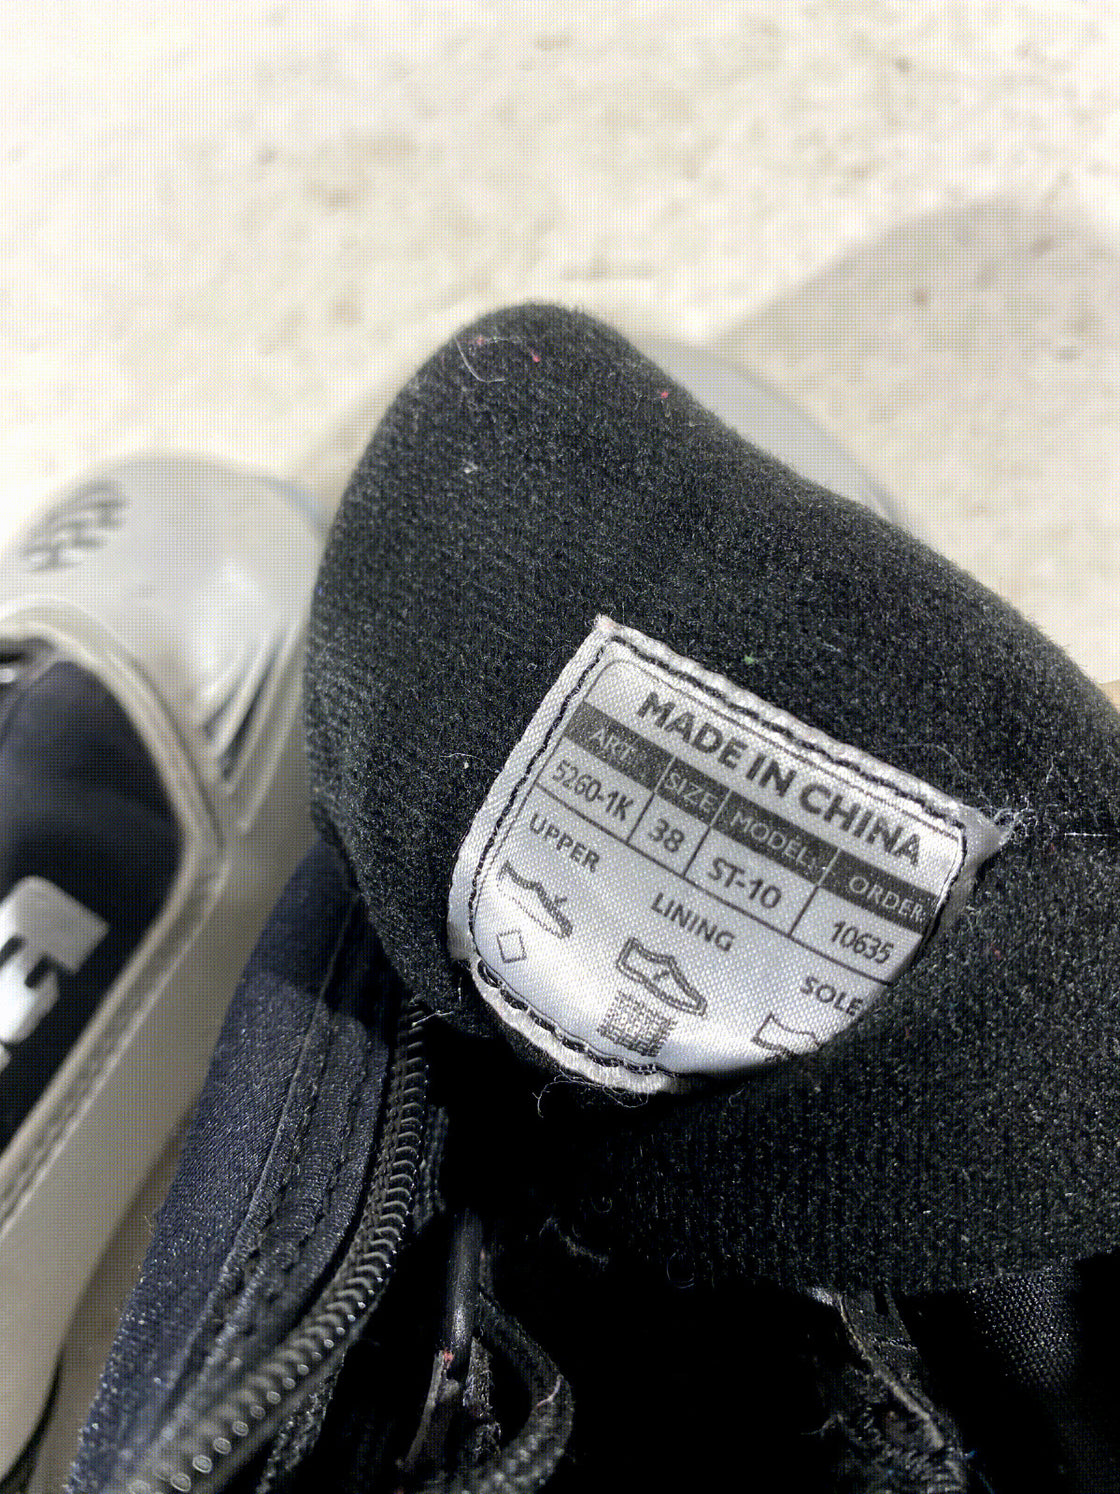 MADE IN CHINA
ART. SIZE MODEL: ORDER:
5260-1K 38 ST-10 10635
UPPER LINING SOLE